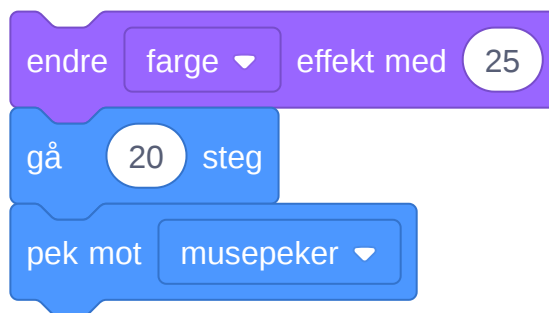 endre farge effekt med 25
gå 20 steg
pek mot musepeker